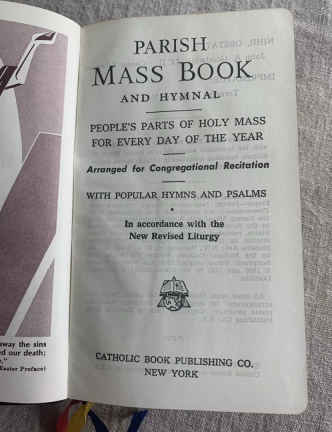 PARISH
MASS BOOK
AND HYMNAL
PEOPLE'S PARTS OF HOLY MASS
FOR EVERY DAY OF THE YEAR
Arranged for Congregational Recitation
WITH POPULAR HYMNS AND PSALMS
In accordance with the
New Revised Liturgy
CATHOLIC BOOK PUBLISHING CO.
NEW YORK
away the sins
ed our death;
Easter Preface)